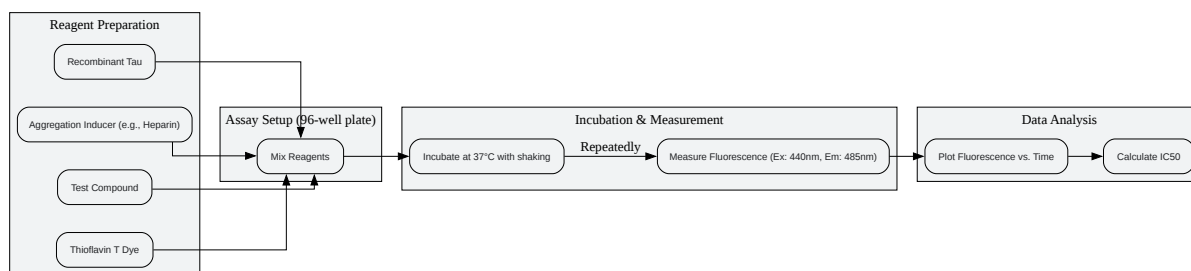 Reagent Preparation
Recombinant Tau
Aggregation Inducer (e.g., Heparin)
Test Compound
Thioflavin T Dye
Assay Setup (96-well plate)
Mix Reagents
Incubation & Measurement
Incubate at 37°C with shaking
Repeatedly
Measure Fluorescence (Ex: 440nm, Em: 485nm)
Data Analysis
Plot Fluorescence vs. Time
Calculate IC50